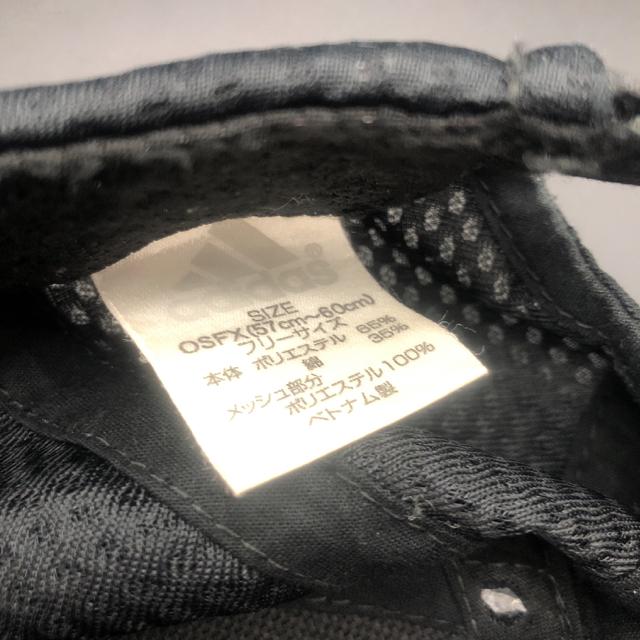 adidas®
SIZE
OSFX(57cm~60cm)
フリーサイズ
本体 ポリエステル 65%
綿 35%
メッシュ部分
ポリエステル100%
ベトナム製